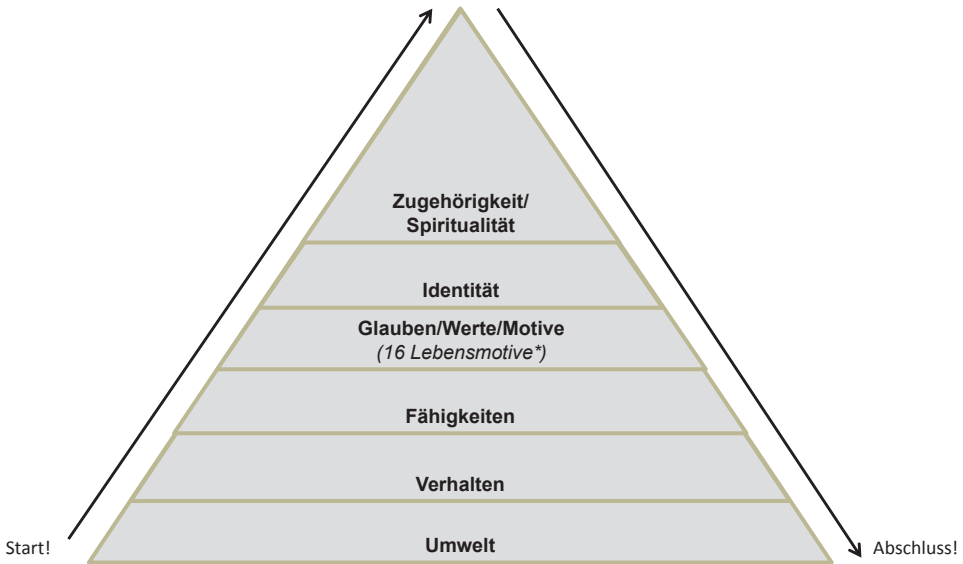 Zugehörigkeit/
Spiritualität
Identität
Glauben/Werte/Motive
(16 Lebensmotive*)
Fähigkeiten
Verhalten
Umwelt
Start!
Abschluss!